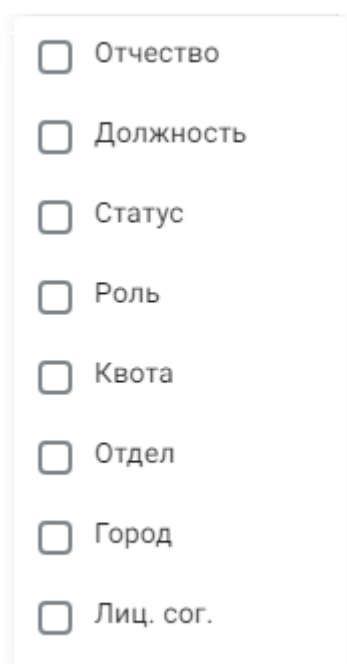 Отчество
Должность
Статус
Роль
Квота
Отдел
Город
Лиц. сог.